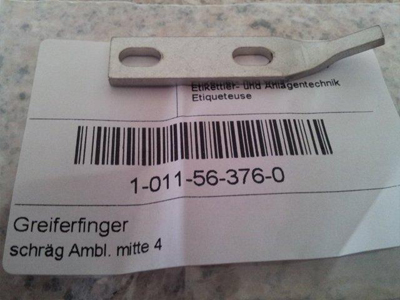 Etikettier- und Anlagentechnik
Etiqueteuse
1-011-56-376-0
Greiferfinger
schräg Ambl. mitte 4